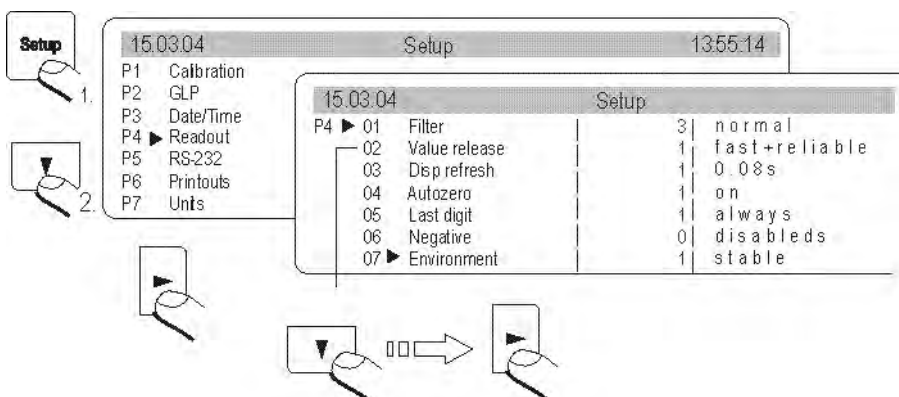 Setup
1.
2.
15.03.04 Setup 13:55:14
P1 Calibration
P2 GLP
P3 Date/Time
P4 ▶ Readout
P5 RS-232
P6 Printouts
P7 Units
15.03.04 Setup
P4 ▶ 01 Filter | 3| normal
02 Value release | 1| fast+reliable
03 Disp refresh | 1| 0.08s
04 Autozero | 1| on
05 Last digit | 1| always
06 Negative | 0| disableds
07 ▶ Environment | 1| stable